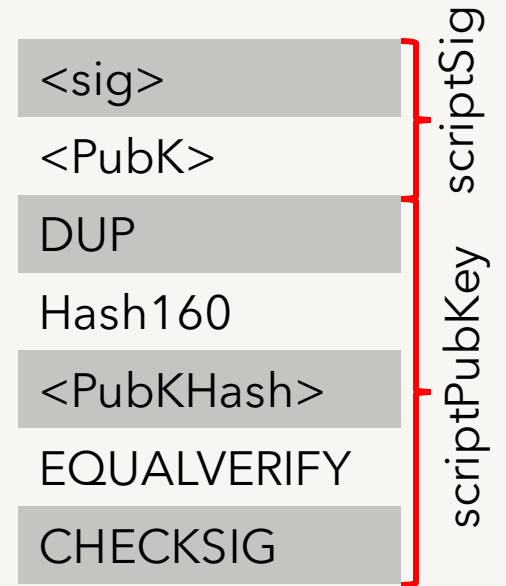 <sig>
<PubK>
DUP
Hash160
<PubKHash>
EQUALVERIFY
CHECKSIG
scriptSig
scriptPubKey